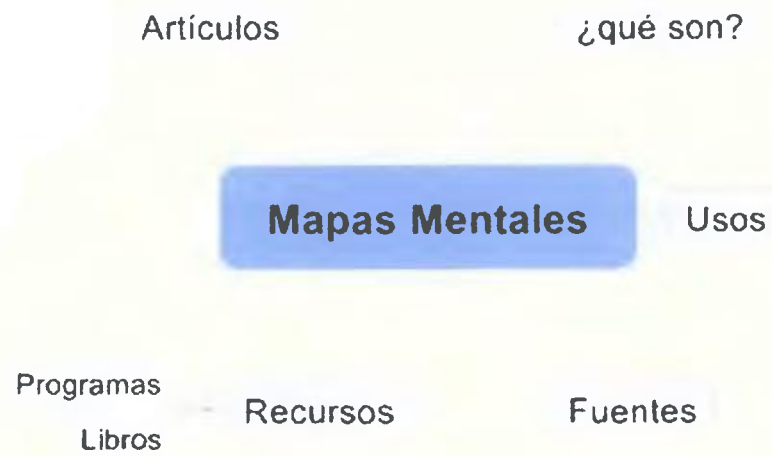 Artículos
¿qué son?
Mapas Mentales
Usos
Programas
Libros
Recursos
Fuentes